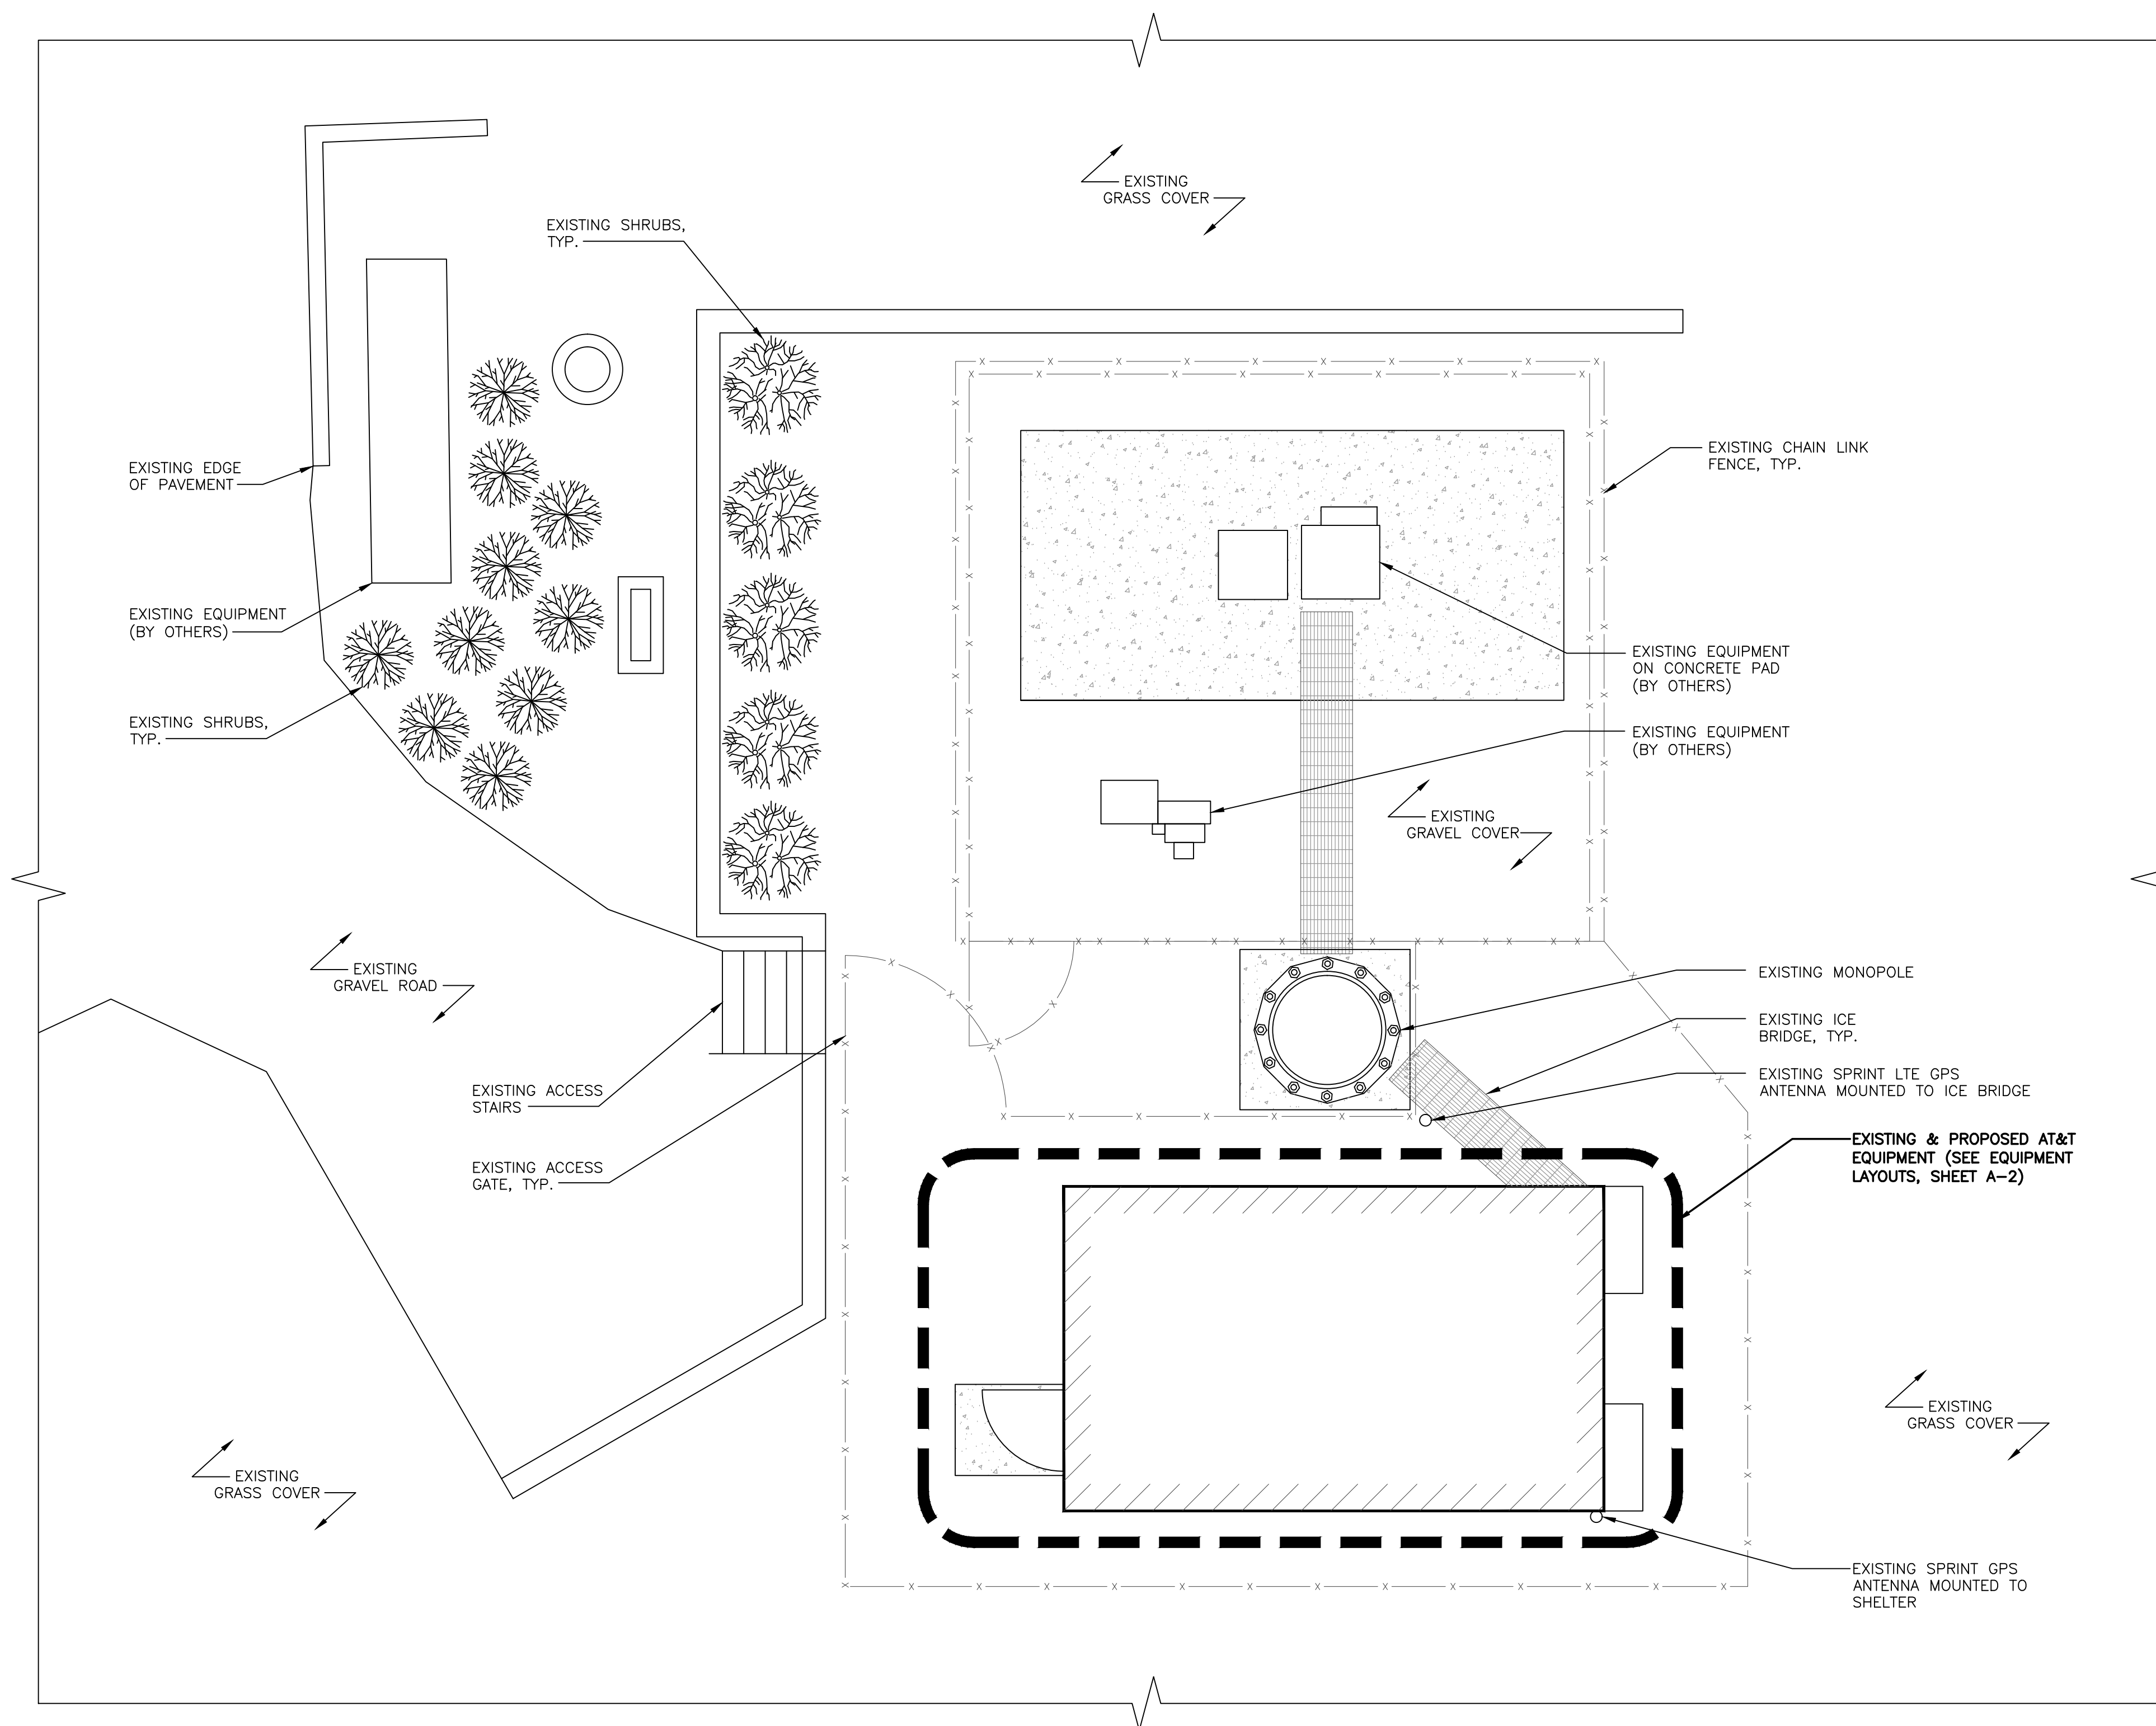 EXISTING
GRASS COVER
EXISTING SHRUBS,
TYP.
EXISTING CHAIN LINK
FENCE, TYP.
EXISTING EDGE
OF PAVEMENT
EXISTING EQUIPMENT
(BY OTHERS)
EXISTING EQUIPMENT
ON CONCRETE PAD
(BY OTHERS)
EXISTING SHRUBS,
TYP.
EXISTING EQUIPMENT
(BY OTHERS)
EXISTING
GRAVEL COVER
EXISTING
GRAVEL ROAD
EXISTING MONOPOLE
EXISTING ICE
BRIDGE, TYP.
EXISTING SPRINT LTE GPS
ANTENNA MOUNTED TO ICE BRIDGE
EXISTING ACCESS
STAIRS
EXISTING & PROPOSED AT&T
EQUIPMENT (SEE EQUIPMENT
LAYOUTS, SHEET A-2)
EXISTING ACCESS
GATE, TYP.
EXISTING
GRASS COVER
EXISTING
GRASS COVER
EXISTING SPRINT GPS
ANTENNA MOUNTED TO
SHELTER